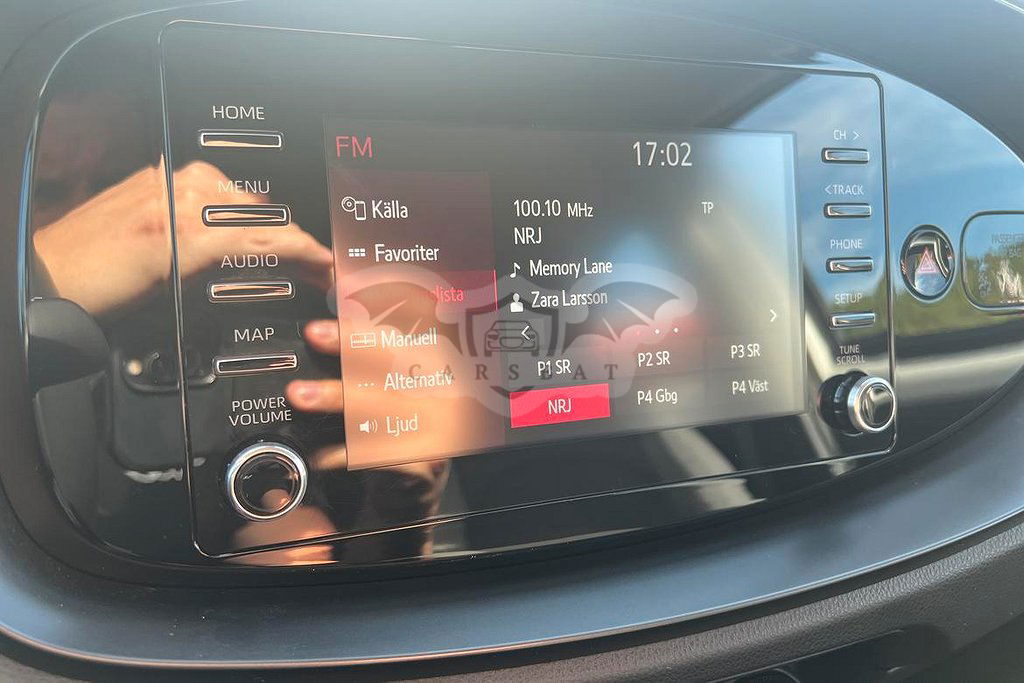 HOME
MENU
AUDIO
MAP
POWER
VOLUME
FM
17:02
Källa
Favoriter
lista
Manuell
Alternativ
Ljud
100.10 MHz
TP
NRJ
Memory Lane
Zara Larsson
P1 SR
P2 SR
P3 SR
NRJ
P4 Gbg
P4 Väst
CARSEAT
CH >
< TRACK
PHONE
SETUP
TUNE
SCROLL
PASSENGER